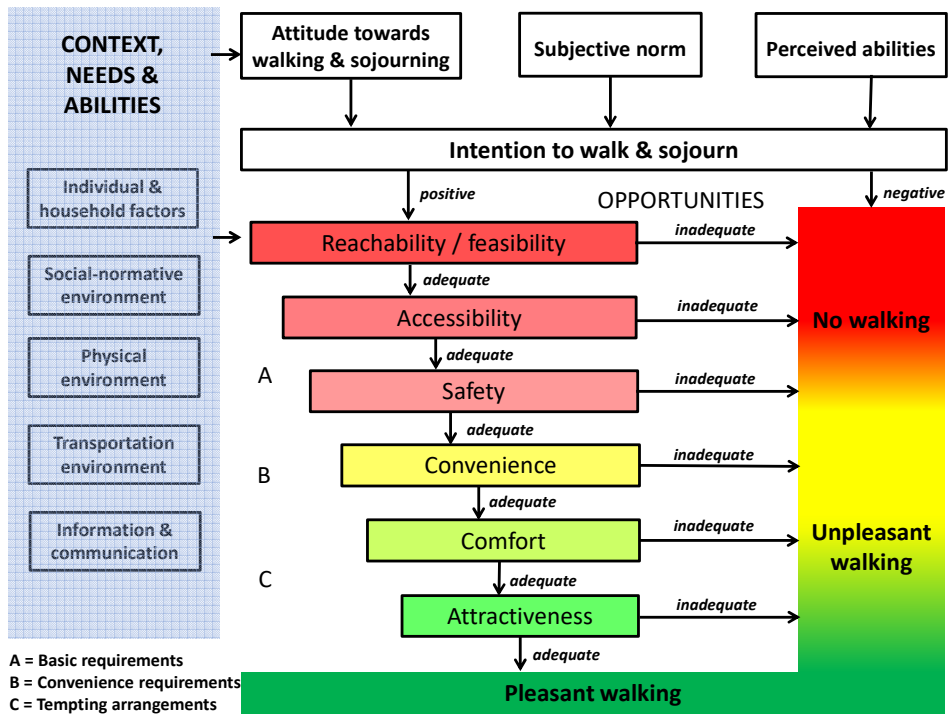 CONTEXT,
NEEDS &
ABILITIES
Individual &
household factors
Social-normative
environment
Physical
environment
Transportation
environment
Information &
communication
Attitude towards
walking & sojourning
Subjective norm
Perceived abilities
Intention to walk & sojourn
positive
OPPORTUNITIES
negative
Reachability / feasibility
inadequate
adequate
Accessibility
inadequate
No walking
adequate
A
Safety
inadequate
adequate
B
Convenience
inadequate
adequate
Comfort
inadequate
Unpleasant
walking
adequate
C
Attractiveness
inadequate
adequate
Pleasant walking
A = Basic requirements
B = Convenience requirements
C = Tempting arrangements